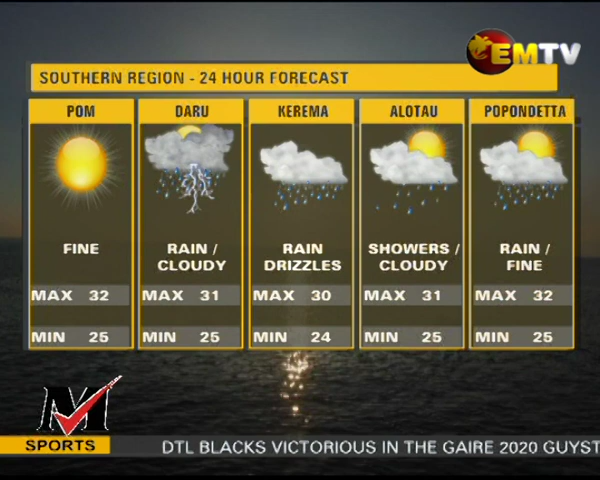 EMTV
SOUTHERN REGION - 24 HOUR FORECAST
POM DARU KEREMA ALOTAU POPONDETTA
FINE
RAIN /
CLOUDY
RAIN
DRIZZLES
SHOWERS /
CLOUDY
RAIN /
FINE
MAX 32 MAX 31 MAX 30 MAX 31 MAX 32
MIN 25 MIN 25 MIN 24 MIN 25 MIN 25
M
SPORTS
DTL BLACKS VICTORIOUS IN THE GAIRE 2020 GUYST